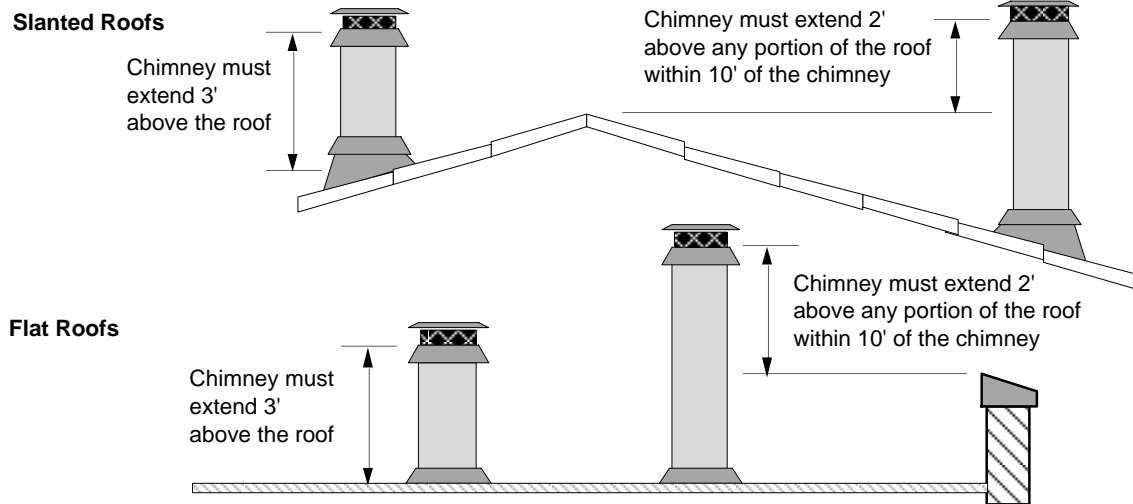 Slanted Roofs
Chimney must
extend 3'
above the roof
Chimney must extend 2'
above any portion of the roof
within 10' of the chimney
Flat Roofs
Chimney must
extend 3'
above the roof
Chimney must extend 2'
above any portion of the roof
within 10' of the chimney